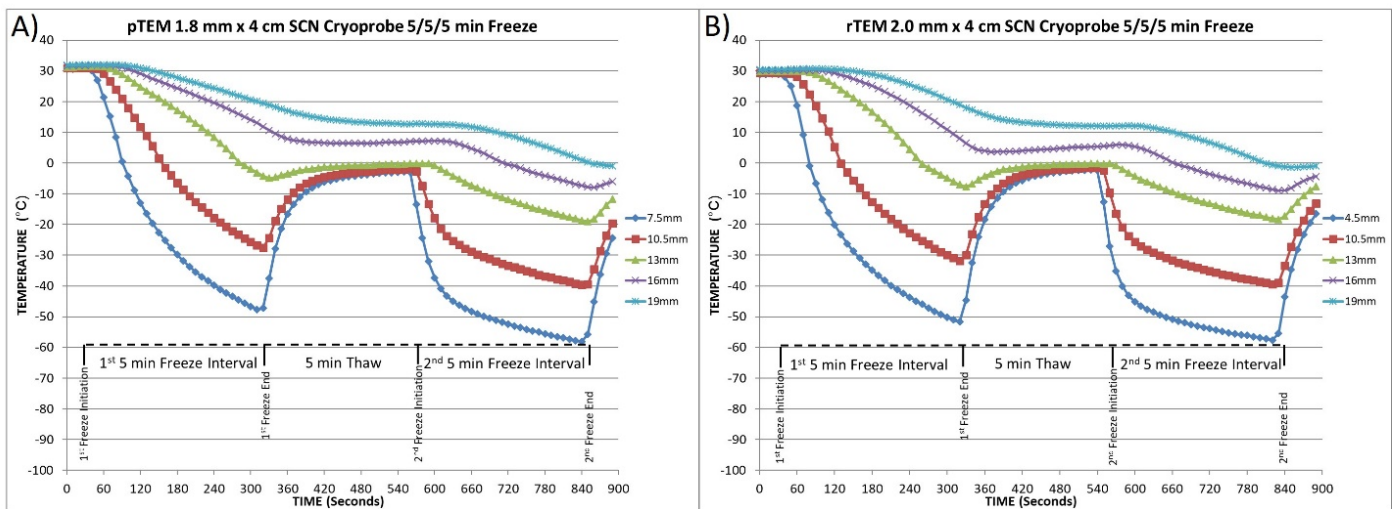 A)
pTEM 1.8 mm x 4 cm SCN Cryoprobe 5/5/5 min Freeze
40
30
20
10
0
-10
-20
-30
-40
-50
-60
-70
-80
-90
-100
TEMPERATURE (°C)
7.5mm
10.5mm
13mm
16mm
19mm
1st 5 min Freeze Interval
5 min Thaw
2nd 5 min Freeze Interval
1st Freeze Initiation
1st Freeze End
2nd Freeze Initiation
2nd Freeze End
0 60 120 180 240 300 360 420 480 540 600 660 720 780 840 900
TIME (Seconds)
B)
rTEM 2.0 mm x 4 cm SCN Cryoprobe 5/5/5 min Freeze
40
30
20
10
0
-10
-20
-30
-40
-50
-60
-70
-80
-90
-100
TEMPERATURE (°C)
4.5mm
10.5mm
13mm
16mm
19mm
1st 5 min Freeze Interval
5 min Thaw
2nd 5 min Freeze Interval
1st Freeze Initiation
1st Freeze End
2nd Freeze Initiation
2nd Freeze End
0 60 120 180 240 300 360 420 480 540 600 660 720 780 840 900
TIME (Seconds)